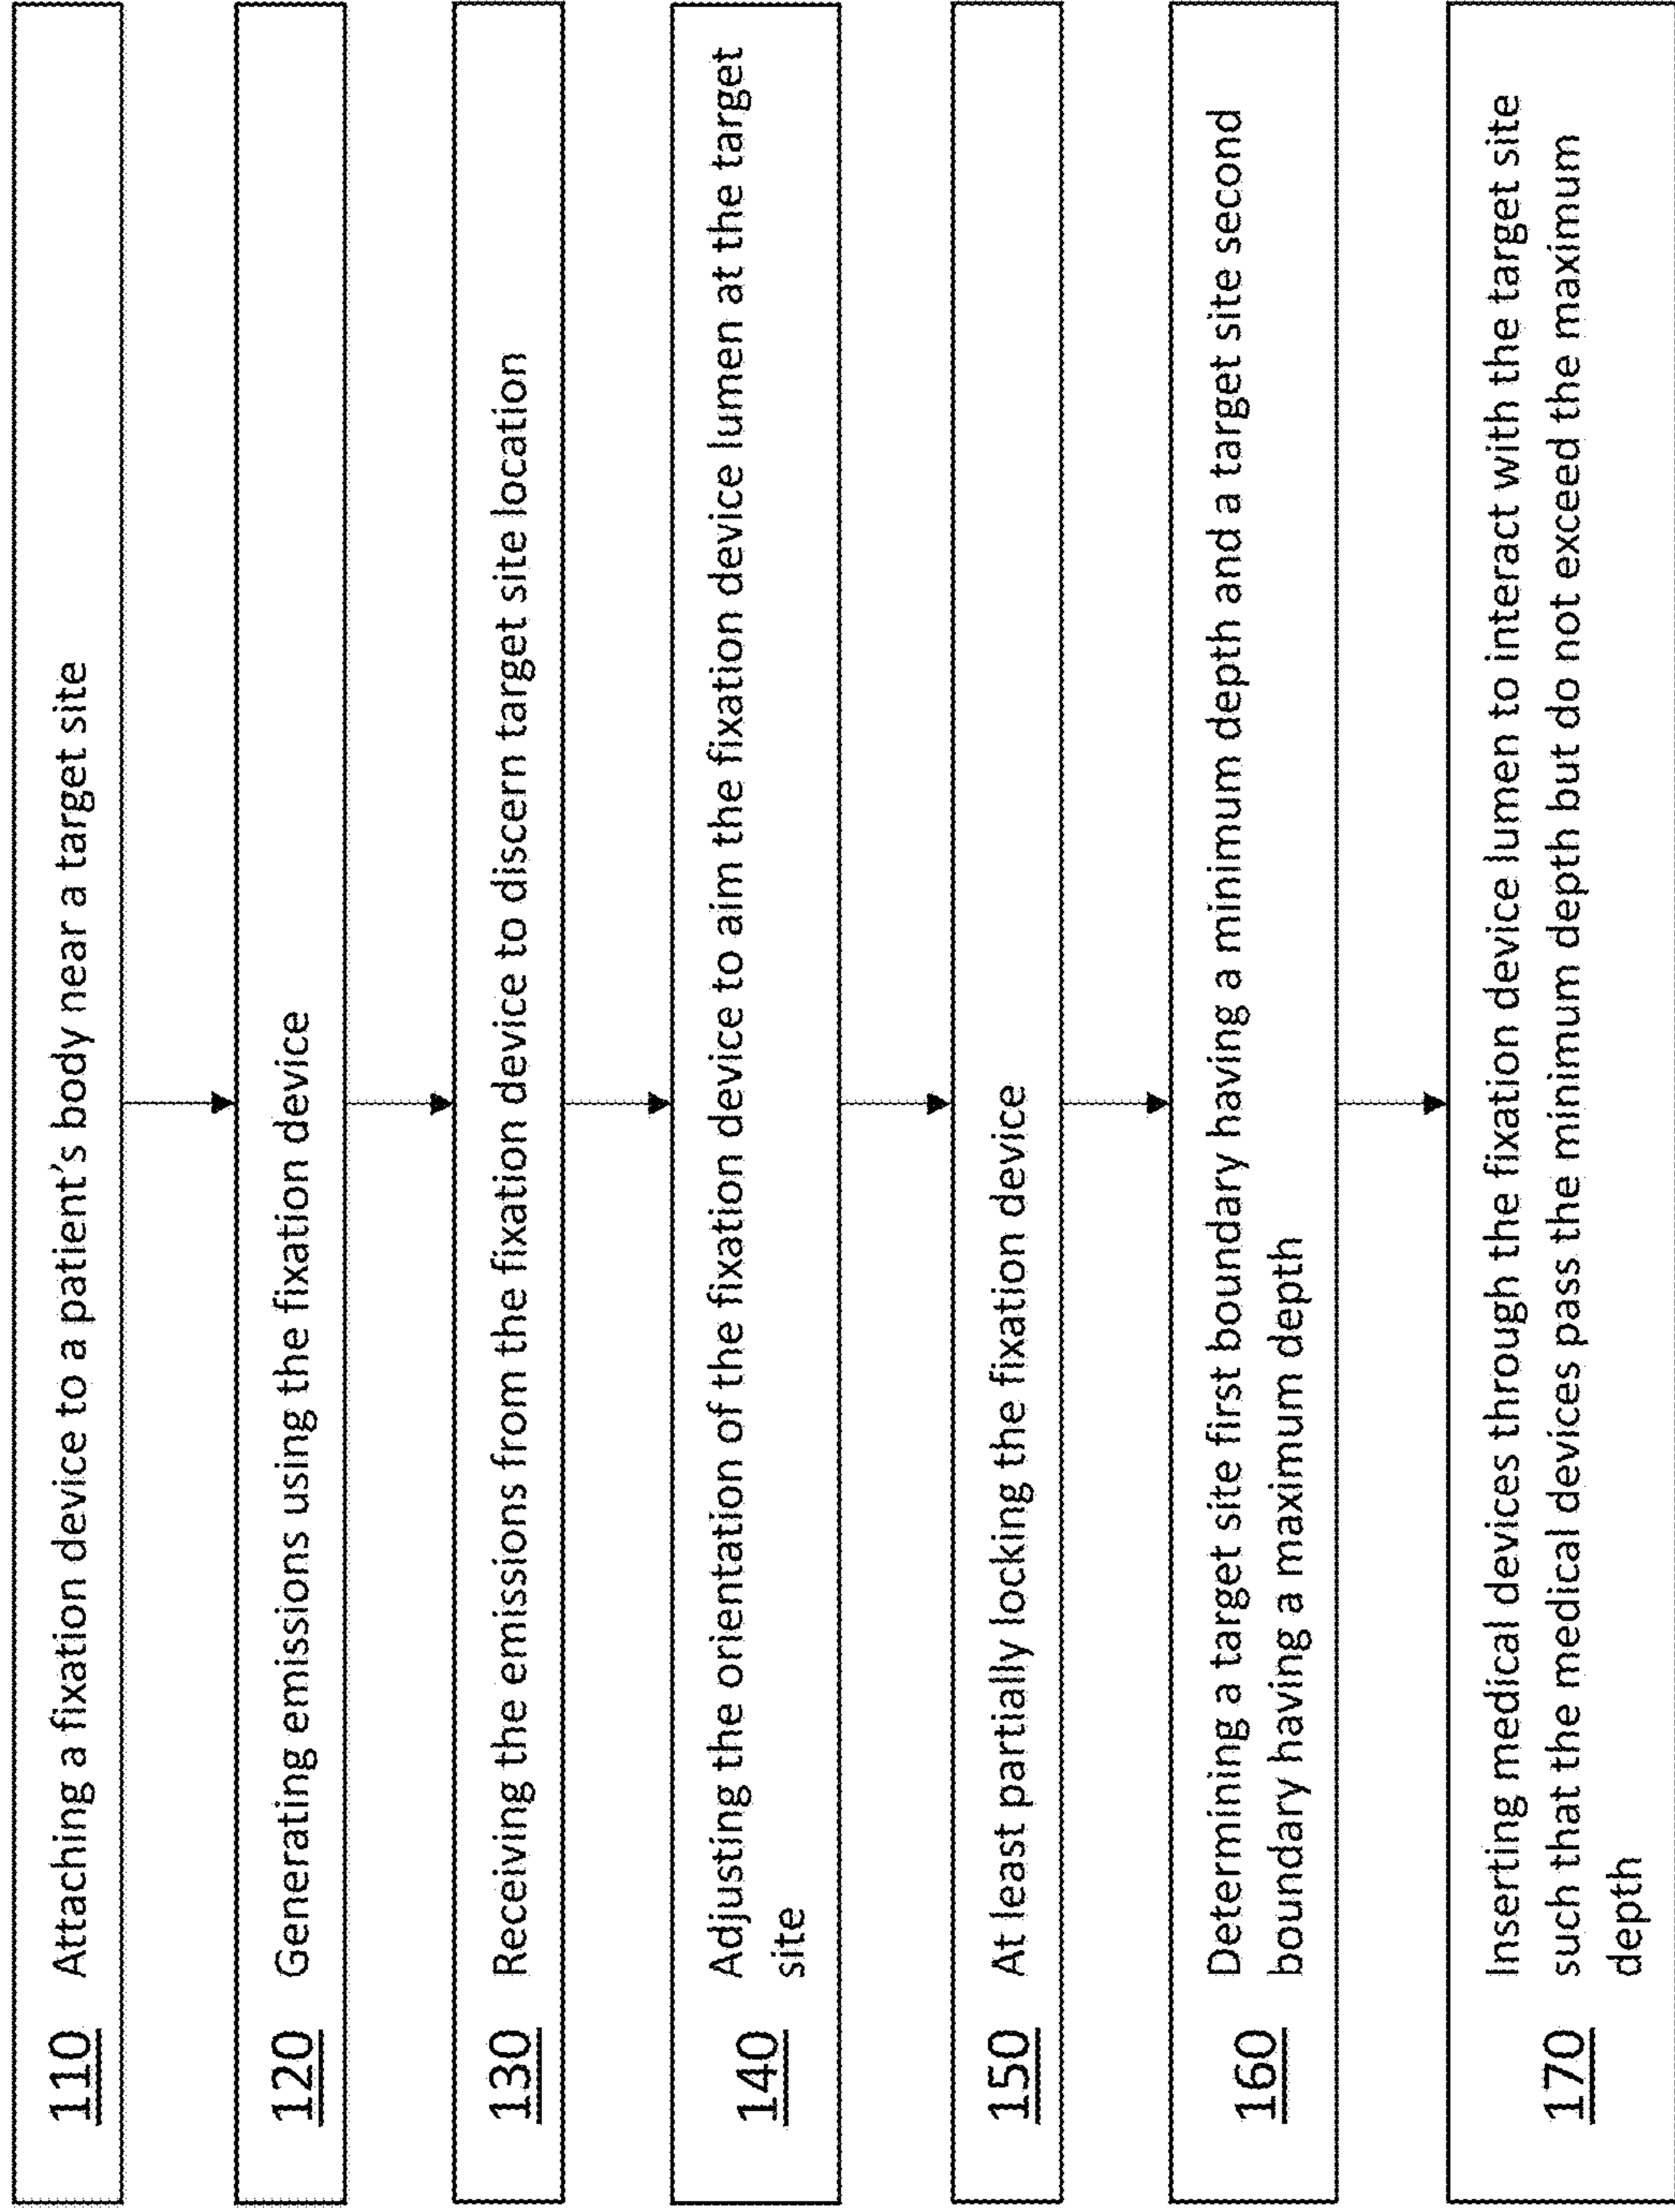 110 Attaching a fixation device to a patient's body near a target site
120 Generating emissions using the fixation device
130 Receiving the emissions from the fixation device to discern target site location
140 Adjusting the orientation of the fixation device to aim the fixation device lumen at the target
site
150 At least partially locking the fixation device
160 Determining a target site first boundary having a minimum depth and a target site second
boundary having a maximum depth
170 Inserting medical devices through the fixation device lumen to interact with the target site
such that the medical devices pass the minimum depth but do not exceed the maximum
depth